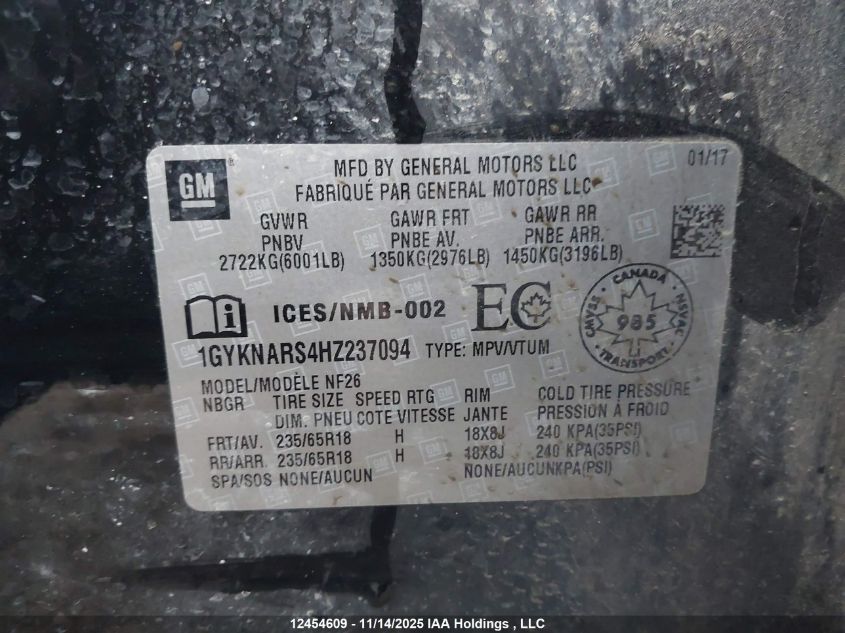 GM
MFD BY GENERAL MOTORS LLC 01/17
FABRIQUÉ PAR GENERAL MOTORS LLC
GVWR GAWR FRT GAWR RR
PNBV PNBE AV. PNBE ARR.
2722KG(6001LB) 1350KG(2976LB) 1450KG(3196LB)
i ICES/NMB-002 EC
CANADA
CMVSS 985 NSVAC
TRANSPORT
1GYKNARS4HZ237094 TYPE: MPV/VTUM
MODEL/MODÈLE NF26
NBGR TIRE SIZE SPEED RTG RIM COLD TIRE PRESSURE
DIM. PNEU COTE VITESSE JANTE PRESSION À FROID
FRT/AV. 235/65R18 H 18X8J 240 KPA(35PSI)
RR/ARR. 235/65R18 H 18X8J 240 KPA(35PSI)
SPA/SOS NONE/AUCUN NONE/AUCUNKPA(PSI)
12454609 - 11/14/2025 IAA Holdings , LLC